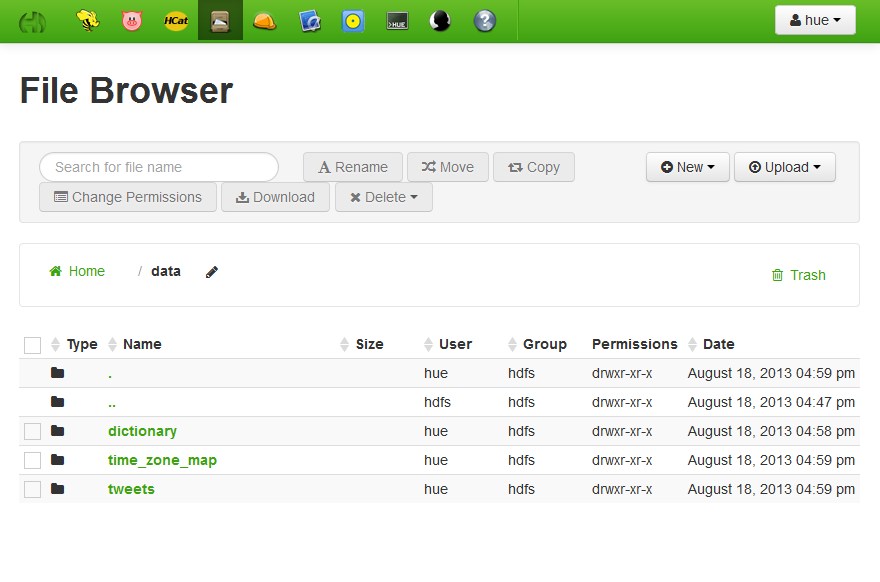 HCat HUE ? hue
File Browser
Search for file name Rename Move Copy New Upload
Change Permissions Download Delete
Home / data Trash
Type Name Size User Group Permissions Date
. hue hdfs drwxr-xr-x August 18, 2013 04:59 pm
.. hdfs hdfs drwxr-xr-x August 18, 2013 04:47 pm
dictionary hue hdfs drwxr-xr-x August 18, 2013 04:58 pm
time_zone_map hue hdfs drwxr-xr-x August 18, 2013 04:59 pm
tweets hue hdfs drwxr-xr-x August 18, 2013 04:59 pm